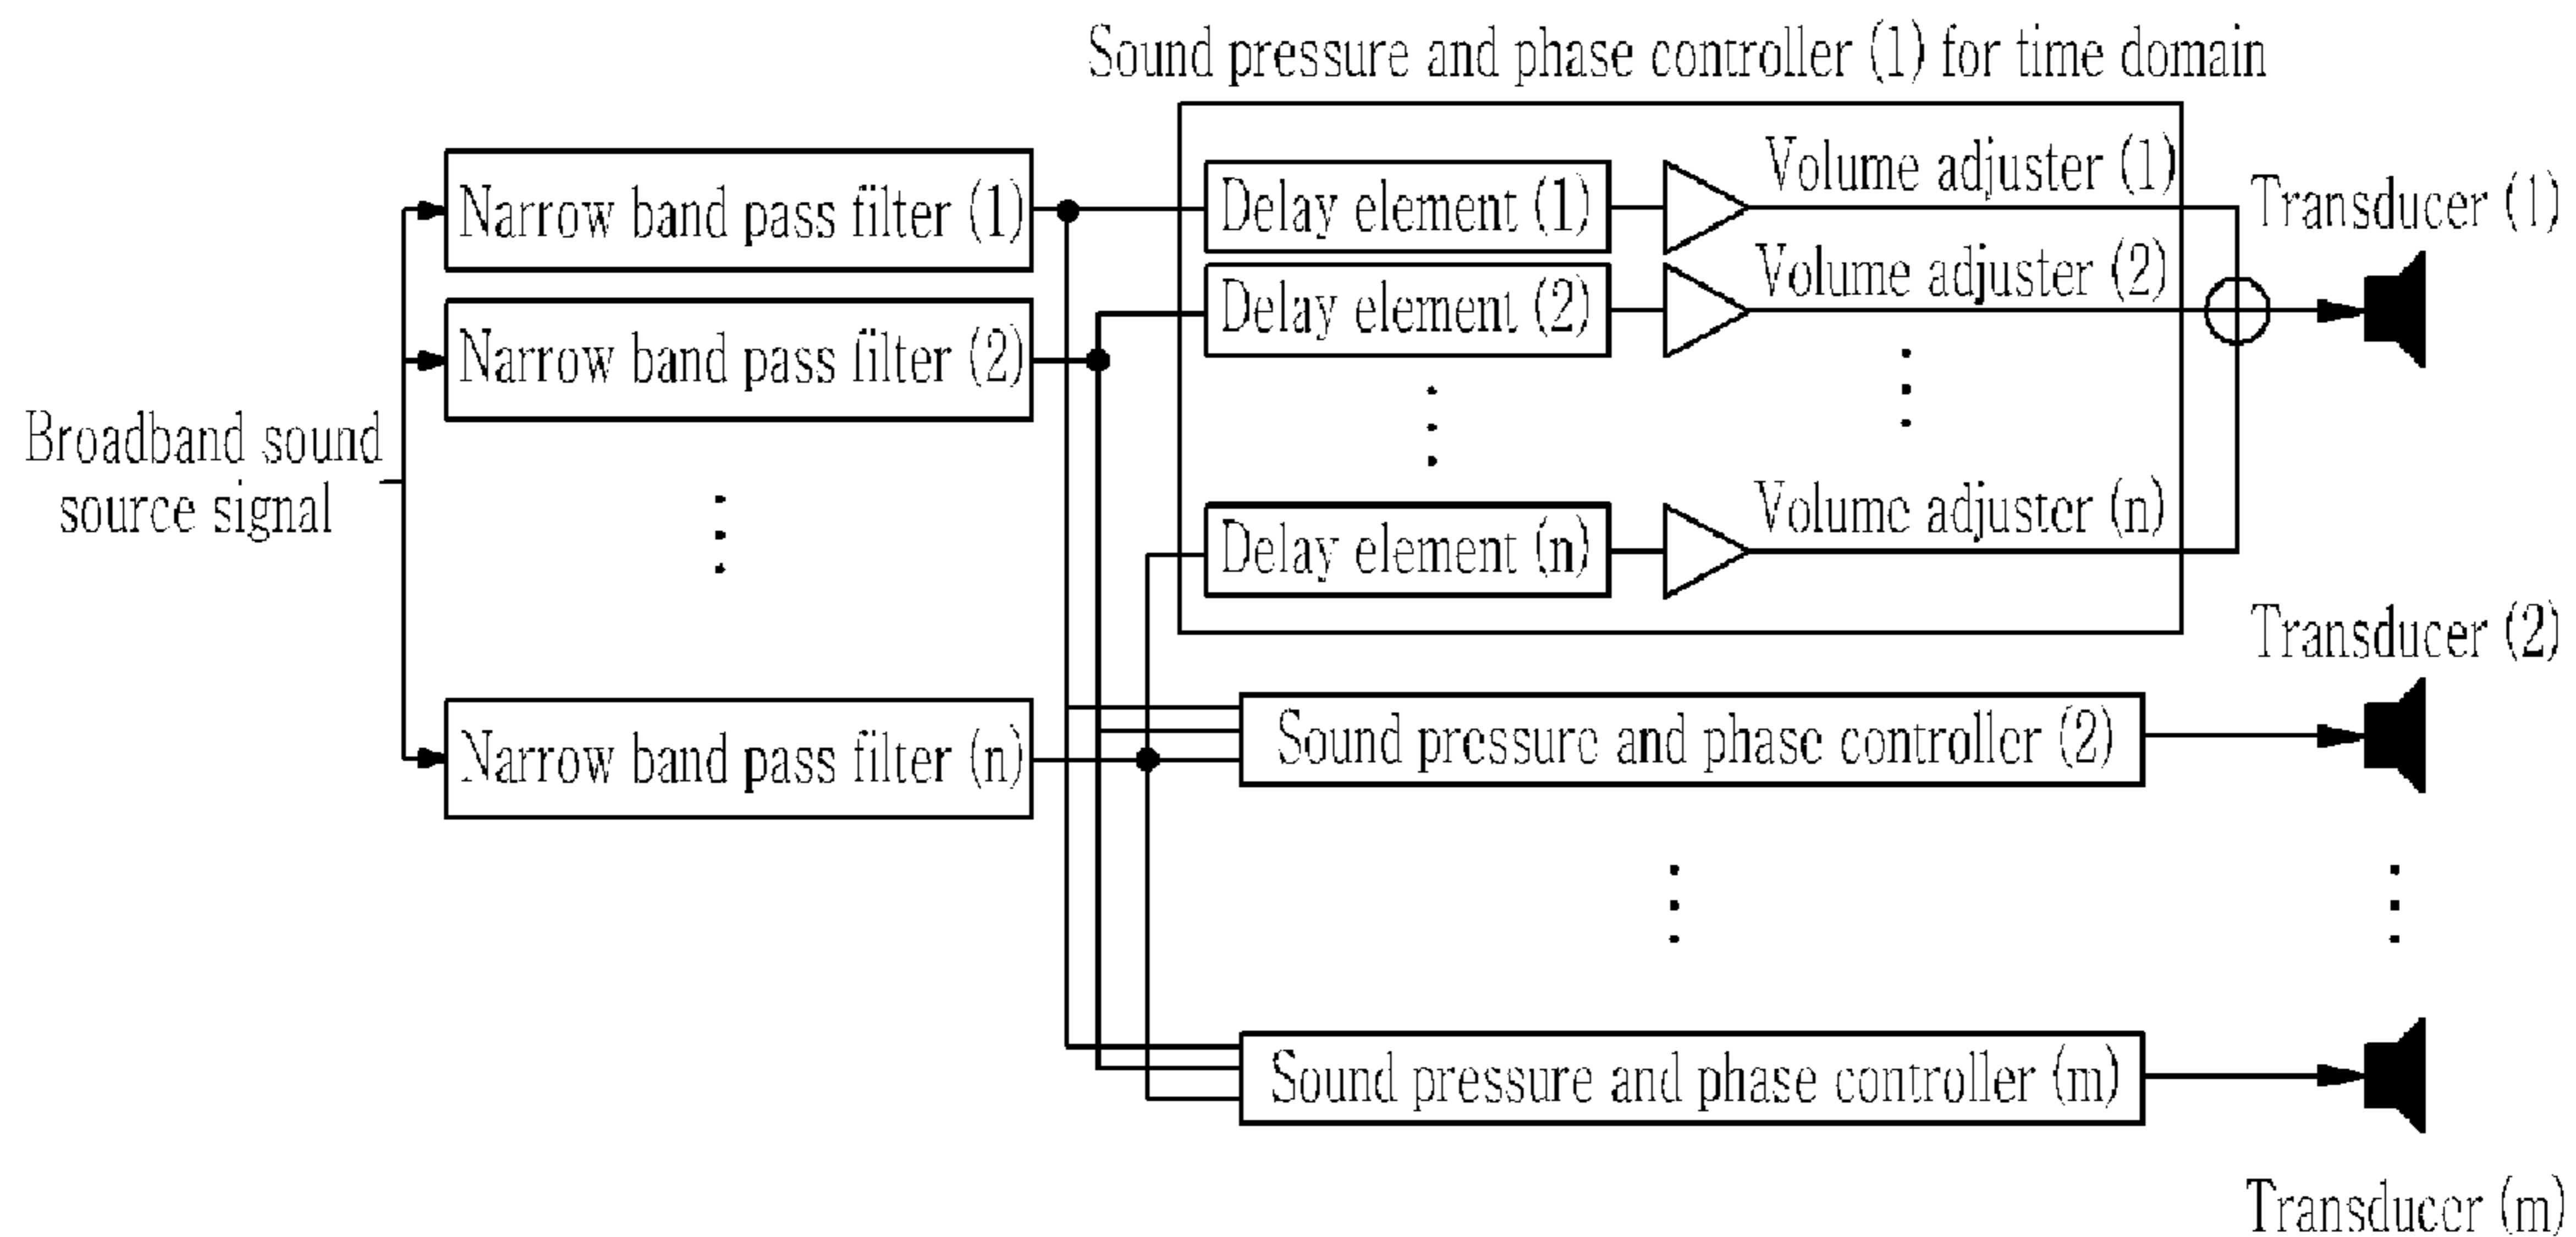 Sound pressure and phase controller (1) for time domain
Narrow band pass filter (1)
Delay element (1)
Volume adjuster (1)
Transducer (1)
Narrow band pass filter (2)
Delay element (2)
Volume adjuster (2)
Broadband sound
source signal
Delay element (n)
Volume adjuster (n)
Transducer (2)
Narrow band pass filter (n)
Sound pressure and phase controller (2)
Sound pressure and phase controller (m)
Transducer (m)